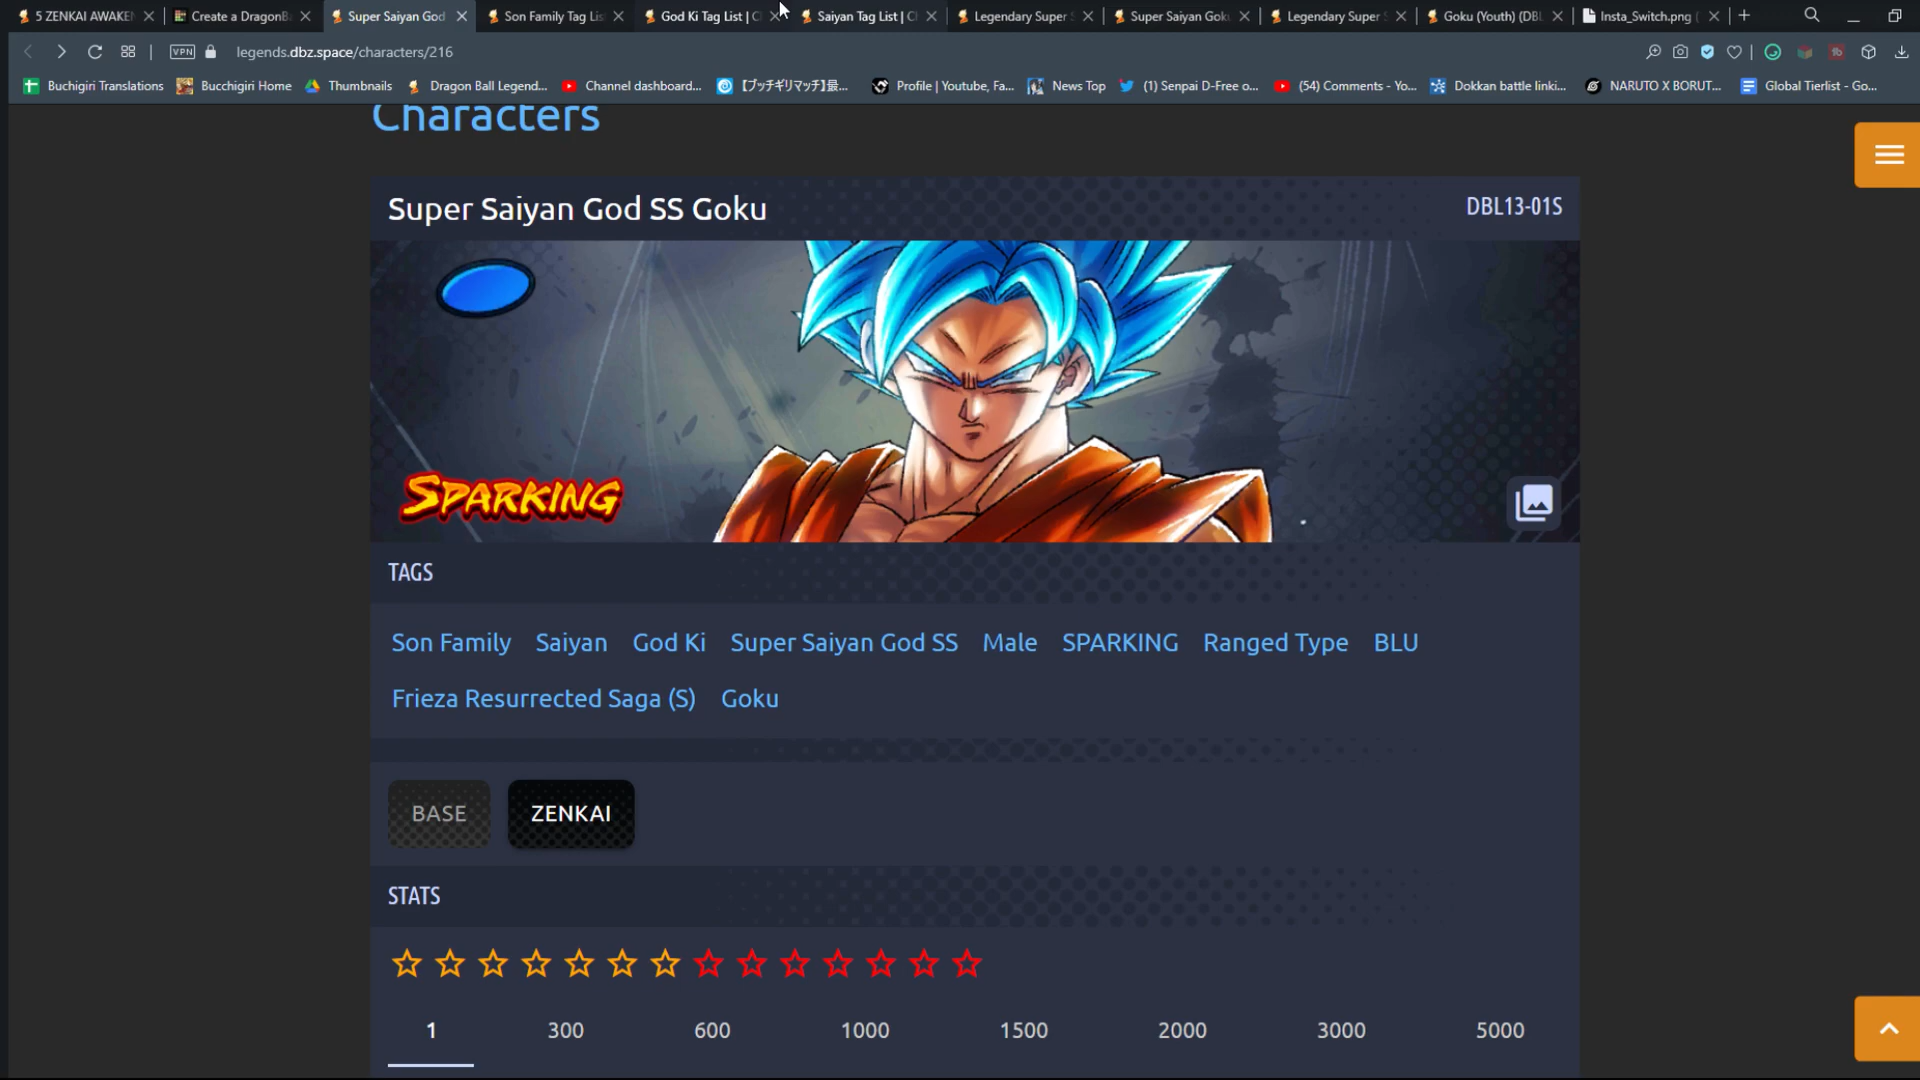 5 ZENKAI AWAKEN
Create a DragonBa
Super Saiyan God
Son Family Tag Lis
God Ki Tag List | C
Saiyan Tag List | C
Legendary Super
Super Saiyan Goku
Legendary Super
Goku (Youth) (DBL
Insta_Switch.png (
VPN
legends.dbz.space/characters/216
Buchigiri Translations
Bucchigiri Home
Thumbnails
Dragon Ball Legend...
Channel dashboard...
【ブッチギリマッチ】最...
Profile | Youtube, Fa...
News Top
(1) Senpai D-Free o...
(54) Comments - Yo...
Dokkan battle linki...
NARUTO X BORUT...
Global Tierlist - Go...
Characters
Super Saiyan God SS Goku
DBL13-01S
SPARKING
TAGS
Son Family Saiyan God Ki Super Saiyan God SS Male SPARKING Ranged Type BLU
Frieza Resurrected Saga (S) Goku
BASE ZENKAI
STATS
1 300 600 1000 1500 2000 3000 5000